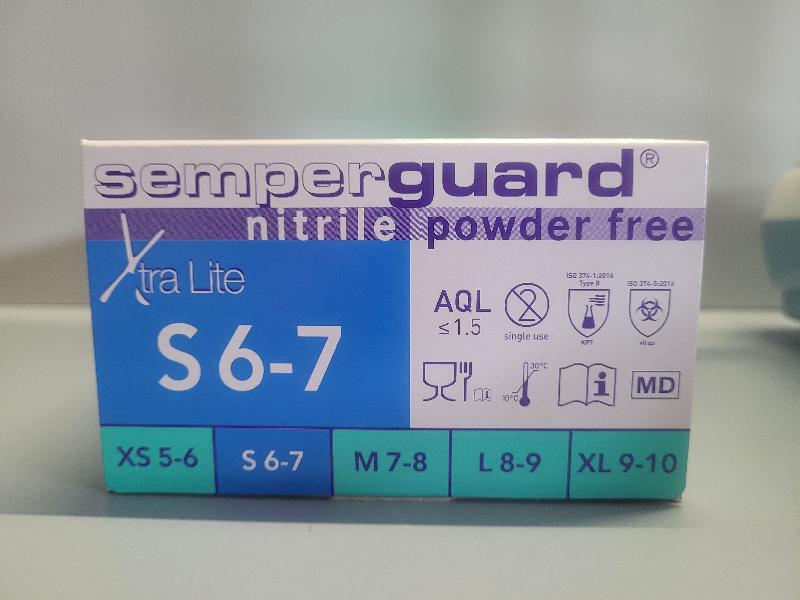 semperguard®
nitrile powder free
Xtra Lite
S 6-7
AQL
≤1.5
2
single use
ISO 374-1:2016
Type B
KPT
ISO 374-5:2016
virus
30°C
10°C
i
MD
XS 5-6
S 6-7
M 7-8
L 8-9
XL 9-10